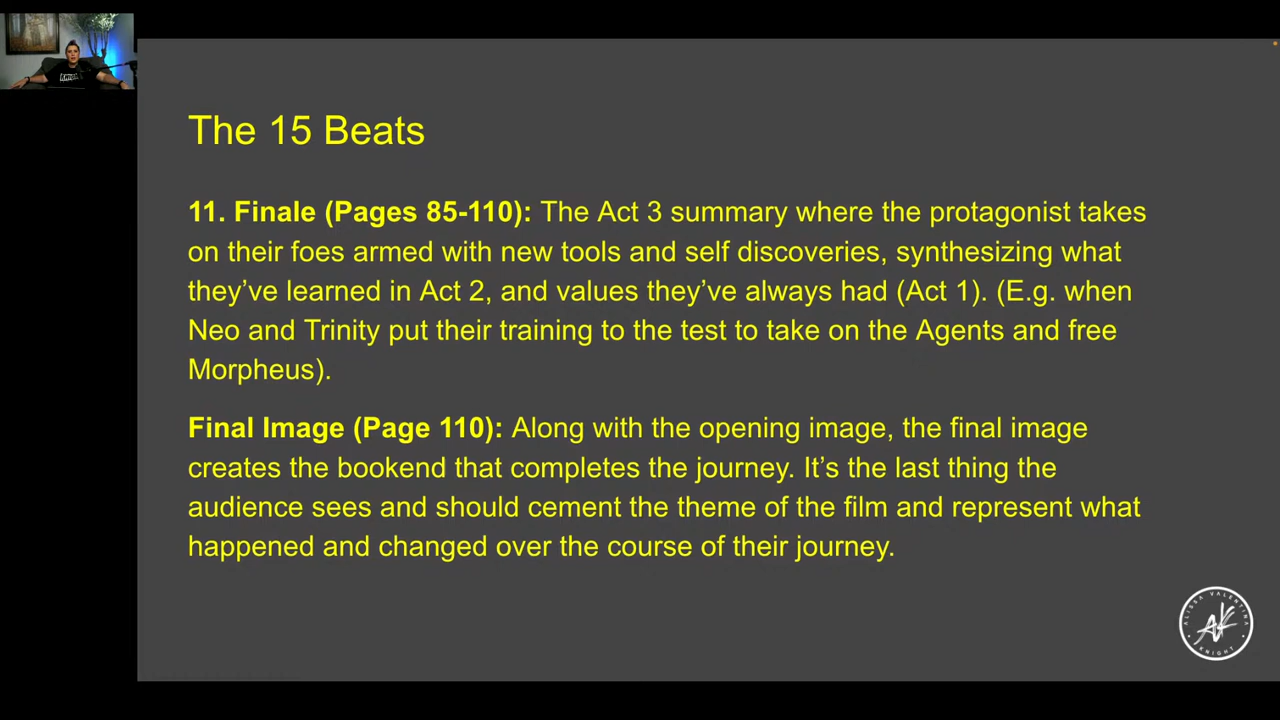 The 15 Beats
11. Finale (Pages 85-110): The Act 3 summary where the protagonist takes
on their foes armed with new tools and self discoveries, synthesizing what
they’ve learned in Act 2, and values they’ve always had (Act 1). (E.g. when
Neo and Trinity put their training to the test to take on the Agents and free
Morpheus).
Final Image (Page 110): Along with the opening image, the final image
creates the bookend that completes the journey. It’s the last thing the
audience sees and should cement the theme of the film and represent what
happened and changed over the course of their journey.
ALISSA VALENTINA
AK
KNIGHT